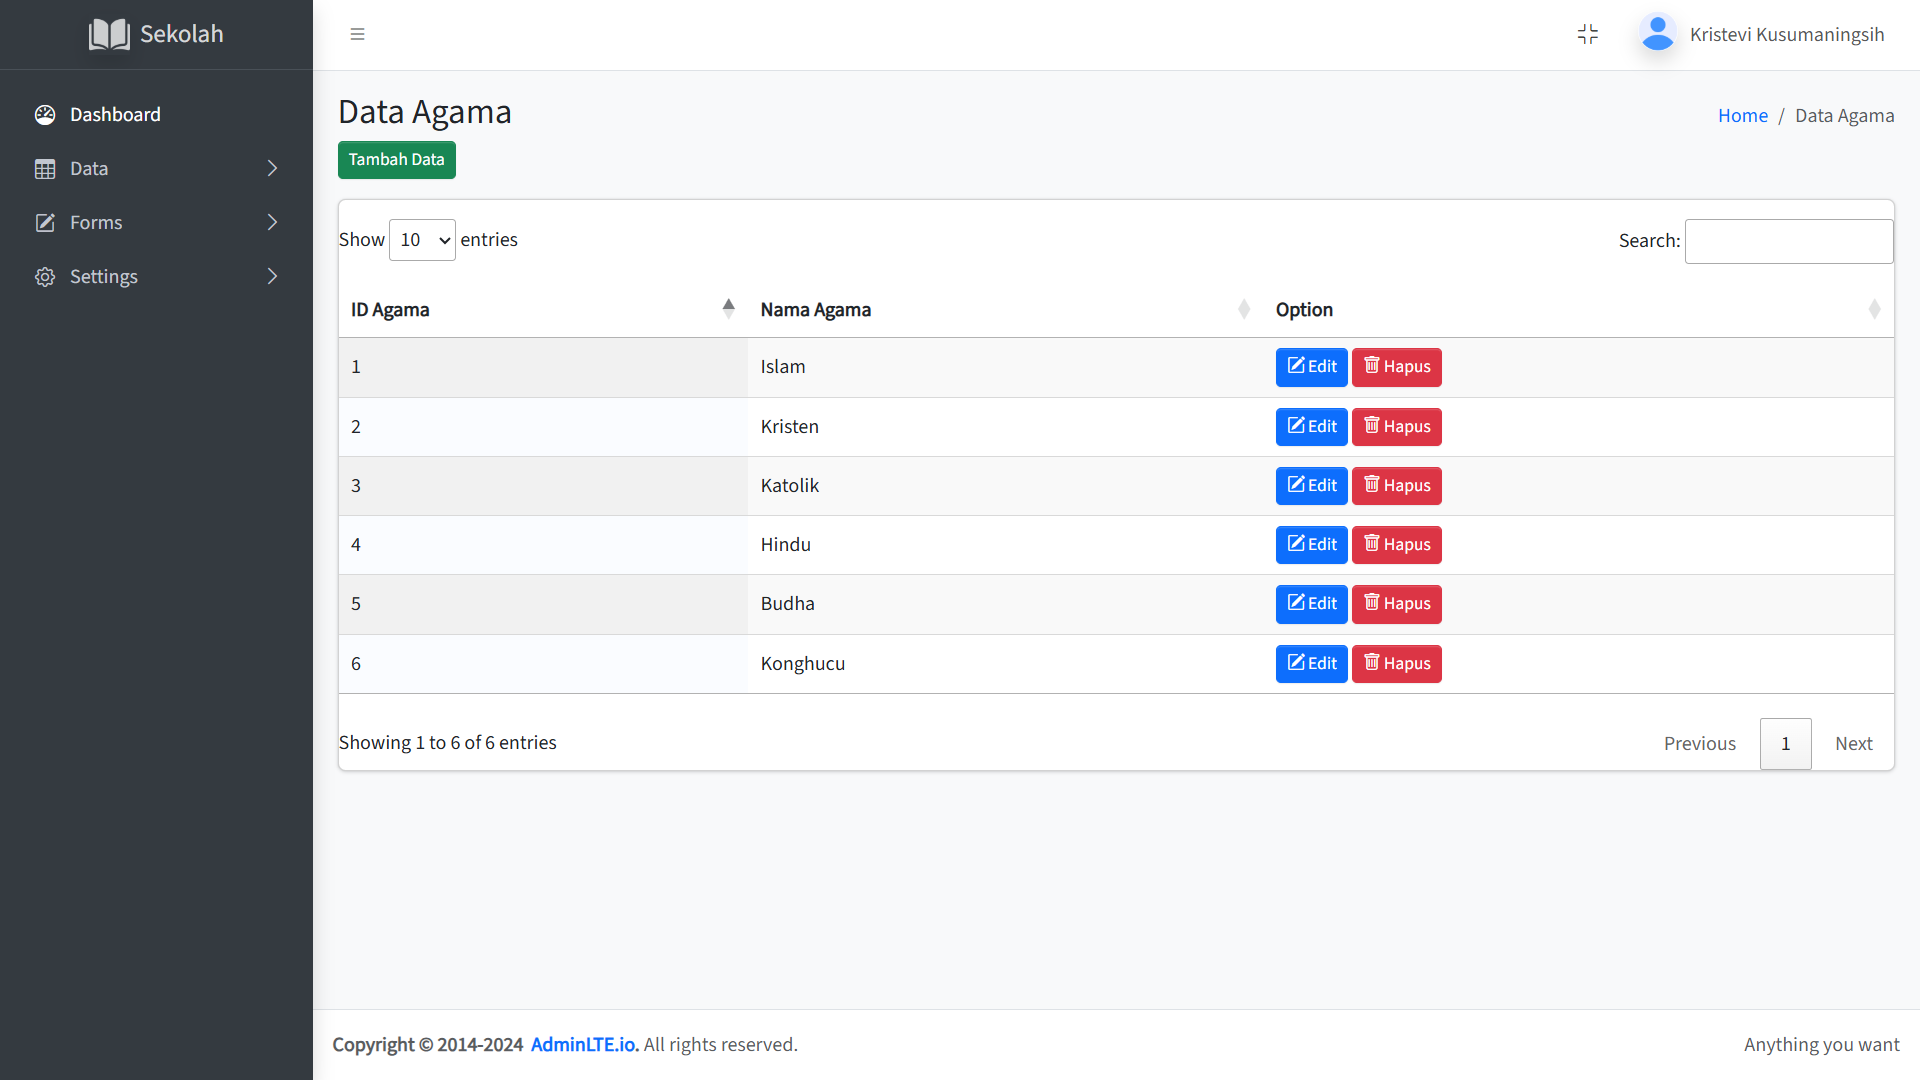 Sekolah
Kristevi Kusumaningsih
Dashboard
Data
Forms
Settings
Data Agama
Home / Data Agama
Tambah Data
Show 10 entries
Search:
ID Agama Nama Agama Option
1 Islam Edit Hapus
2 Kristen Edit Hapus
3 Katolik Edit Hapus
4 Hindu Edit Hapus
5 Budha Edit Hapus
6 Konghucu Edit Hapus
Showing 1 to 6 of 6 entries
Previous 1 Next
Copyright © 2014-2024 AdminLTE.io. All rights reserved.
Anything you want